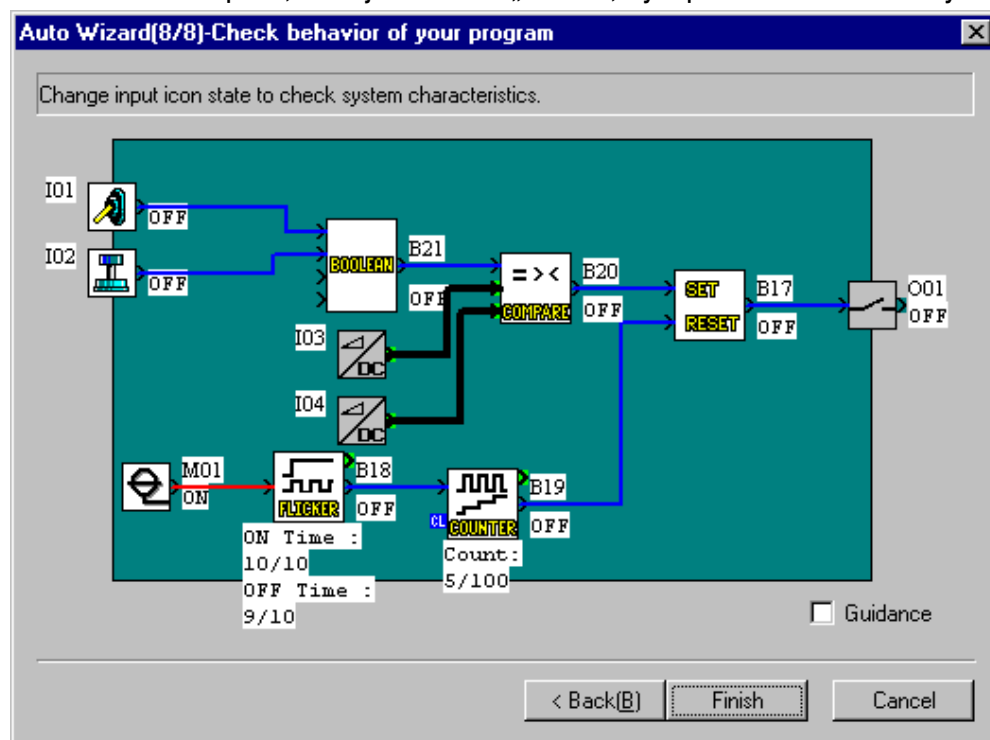 Auto Wizard(8/8)-Check behavior of your program
Change input icon state to check system characteristics.
I01
OFF
I02
OFF
BOOLEAN
B21
OFF
= > <
COMPARE
B20
OFF
SET
RESET
B17
OFF
O01
OFF
I03
DC
I04
DC
M01
ON
FLICKER
B18
OFF
CL
COUNTER
B19
OFF
ON Time :
10/10
OFF Time :
9/10
Count:
5/100
Guidance
< Back(B)
Finish
Cancel